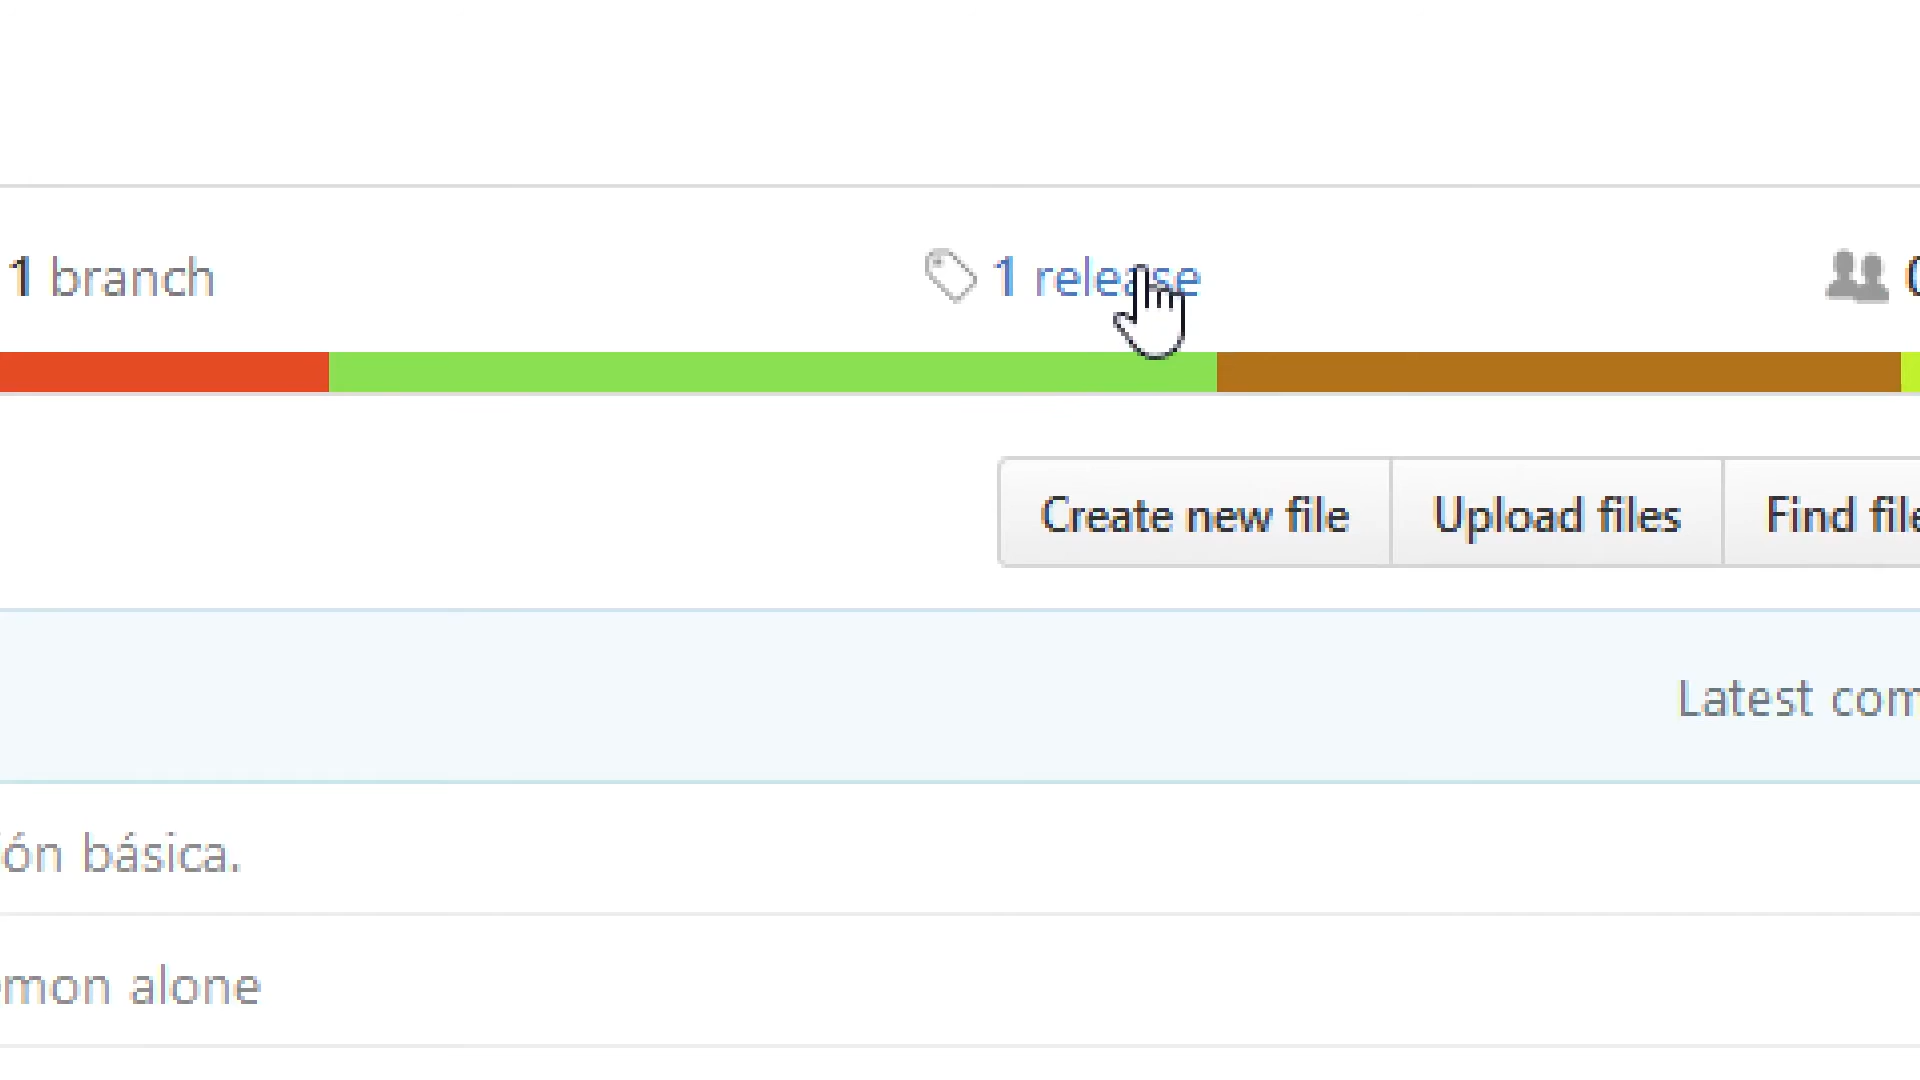 1 branch
1 release
Create new file
Upload files
Find file
Latest com
ón básica.
mon alone